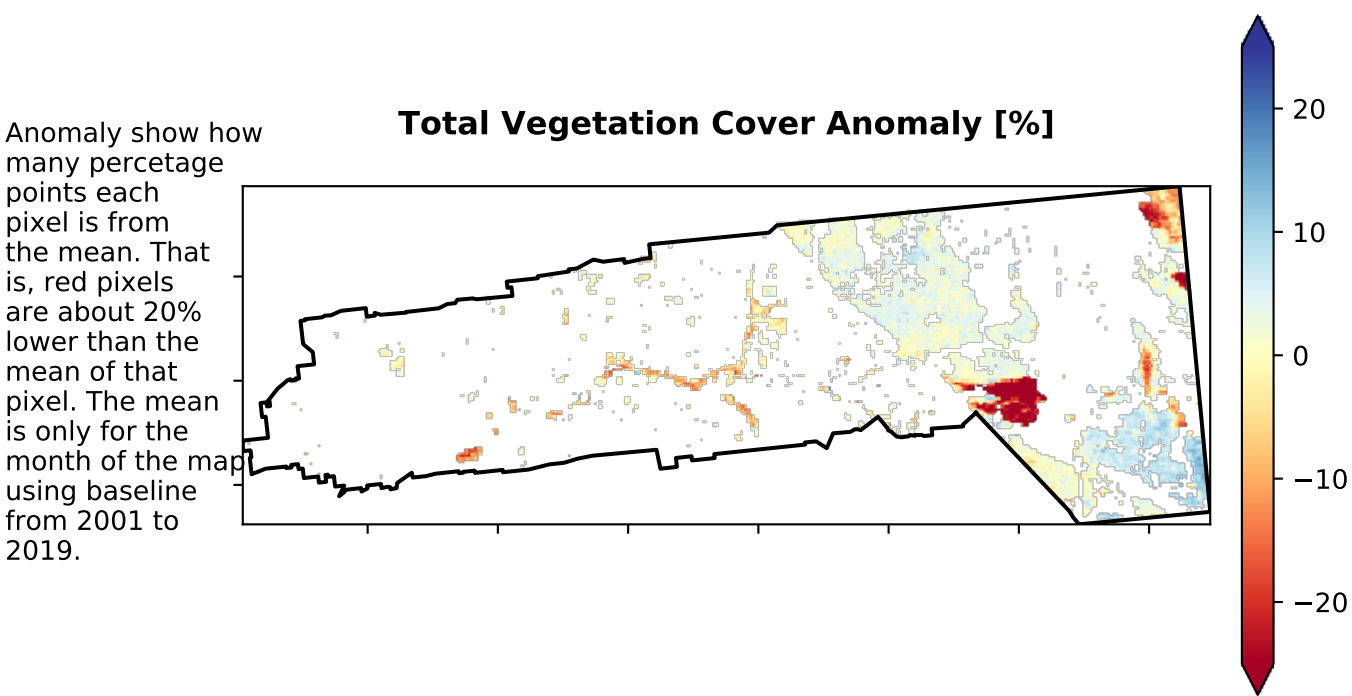 Total Vegetation Cover Anomaly [%]
Anomaly show how
many percetage
points each
pixel is from
the mean. That
is, red pixels
are about 20%
lower than the
mean of that
pixel. The mean
is only for the
month of the map
using baseline
from 2001 to
2019.
20
10
0
−10
−20